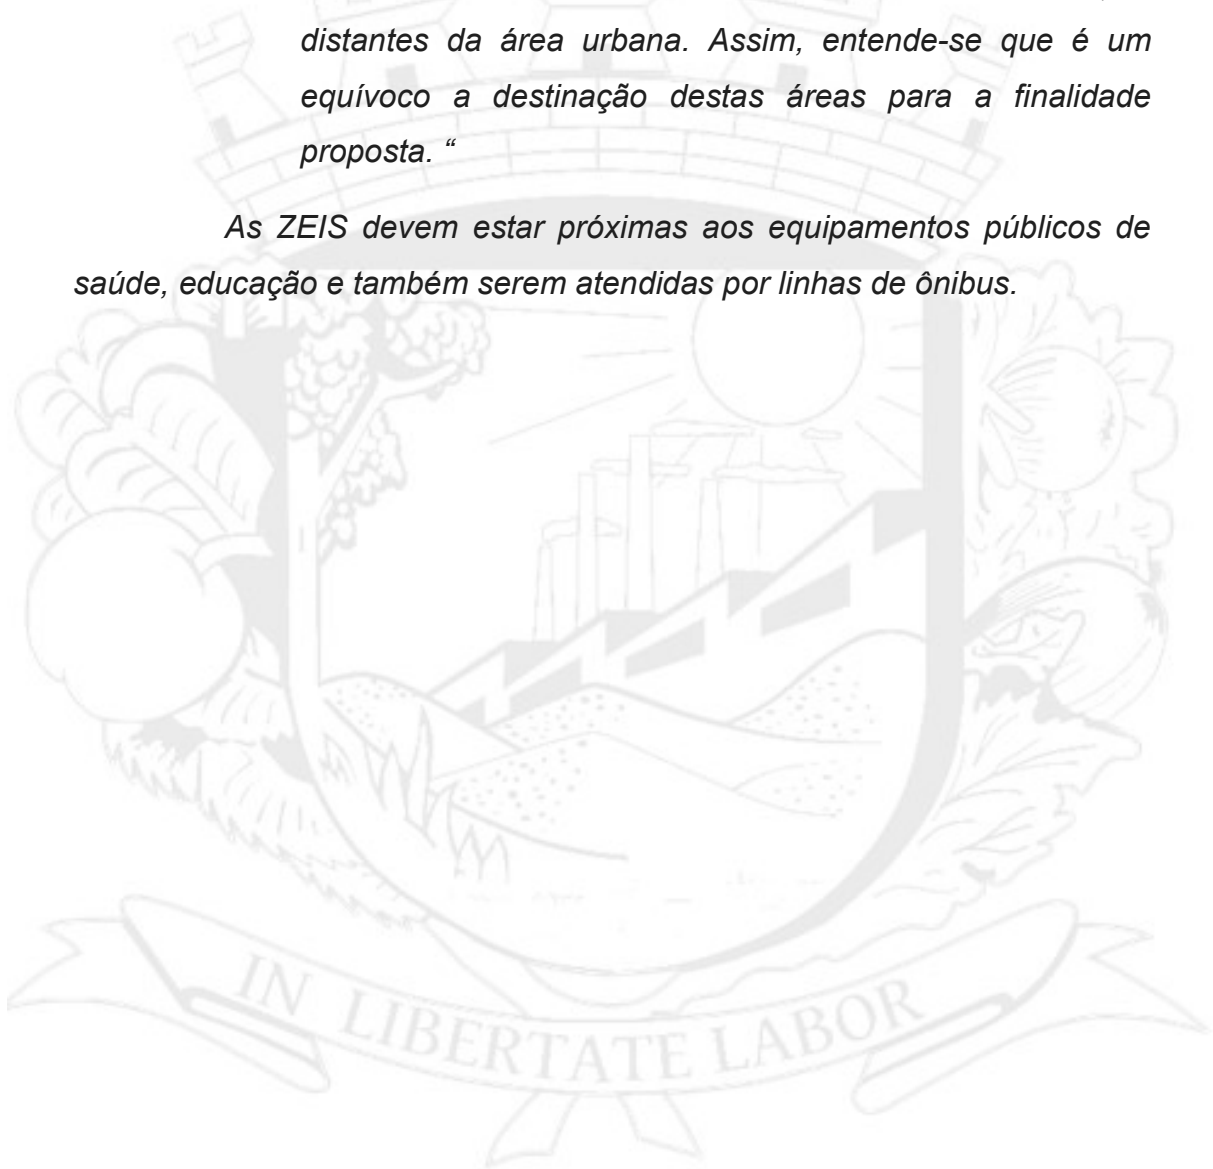 distantes da área urbana. Assim, entende-se que é um
equívoco a destinação destas áreas para a finalidade
proposta. “
As ZEIS devem estar próximas aos equipamentos públicos de
saúde, educação e também serem atendidas por linhas de ônibus.
IN LIBERTATE LABOR